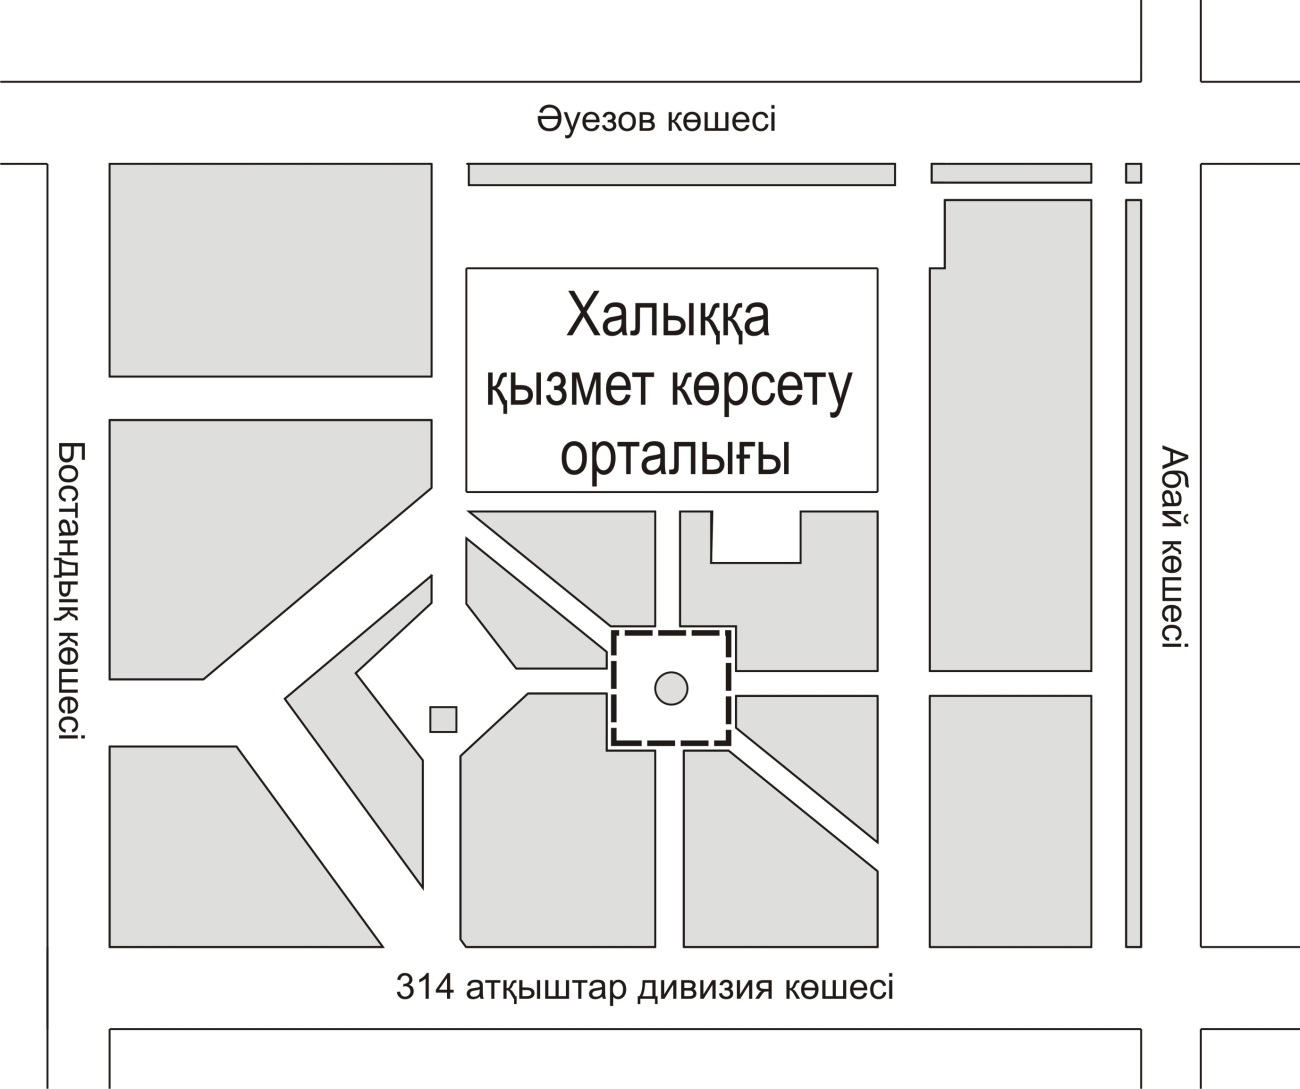 Әуезов көшесі
Халыққа
қызмет көрсету
орталығы
Бостандық көшесі
Абай көшесі
314 атқыштар дивизия көшесі